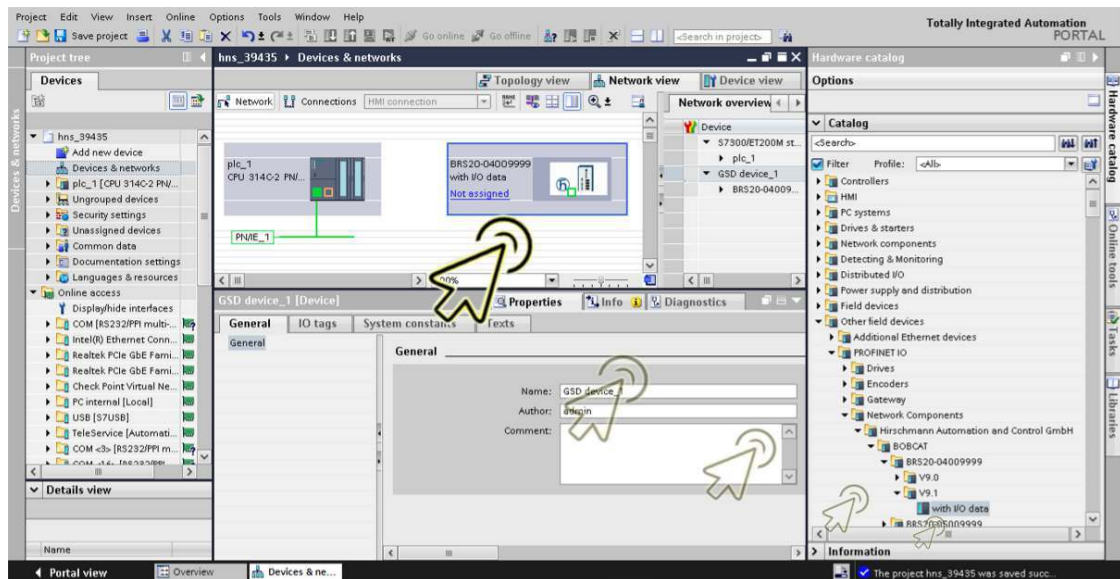 Project Edit View Insert Online Options Tools Window Help
Totally Integrated Automation
PORTAL
Save project Go online Go offline <Search in project>
Project tree
Devices
Devices & networks
hns_39435
Add new device
Devices & networks
plc_1 [CPU 314C-2 PN/...
Ungrouped devices
Security settings
Unassigned devices
Common data
Documentation settings
Languages & resources
Online access
Display/hide interfaces
COM [RS232/PPI multi-...
Intel(R) Ethernet Conn...
Realtek PCIe GbE Fami...
Realtek PCIe GbE Fami...
Check Point Virtual Ne...
PC internal [Local]
USB [S7USB]
TeleService [Automati...
COM <3> [RS232/PPI m...
Details view
Name
hns_39435 Devices & networks
Topology view Network view Device view
Network Connections HMI connection
plc_1
CPU 314C-2 PN/...
BRS20-04009999
with I/O data
Not assigned
PN/IE_1
Network overview
Device
S7300/ET200M st...
plc_1
GSD device_1
BRS20-04009...
GSD device_1 [Device]
Properties Info Diagnostics
General IO tags System constants Texts
General
General
Name: GSD device_1
Author: admin
Comment:
Hardware catalog
Options
Catalog
<Search>
Filter Profile: <All>
Controllers
HMI
PC systems
Drives & starters
Network components
Detecting & Monitoring
Distributed I/O
Power supply and distribution
Field devices
Other field devices
Additional Ethernet devices
PROFINET IO
Drives
Encoders
Gateway
Network Components
Hirschmann Automation and Control GmbH
BOBCAT
BRS20-04009999
V9.0
V9.1
with I/O data
BRS20-05009999
Information
Hardware catalog
Online tools
Tasks
Libraries
Portal view Overview Devices & ne...
The project hns_39435 was saved succ...